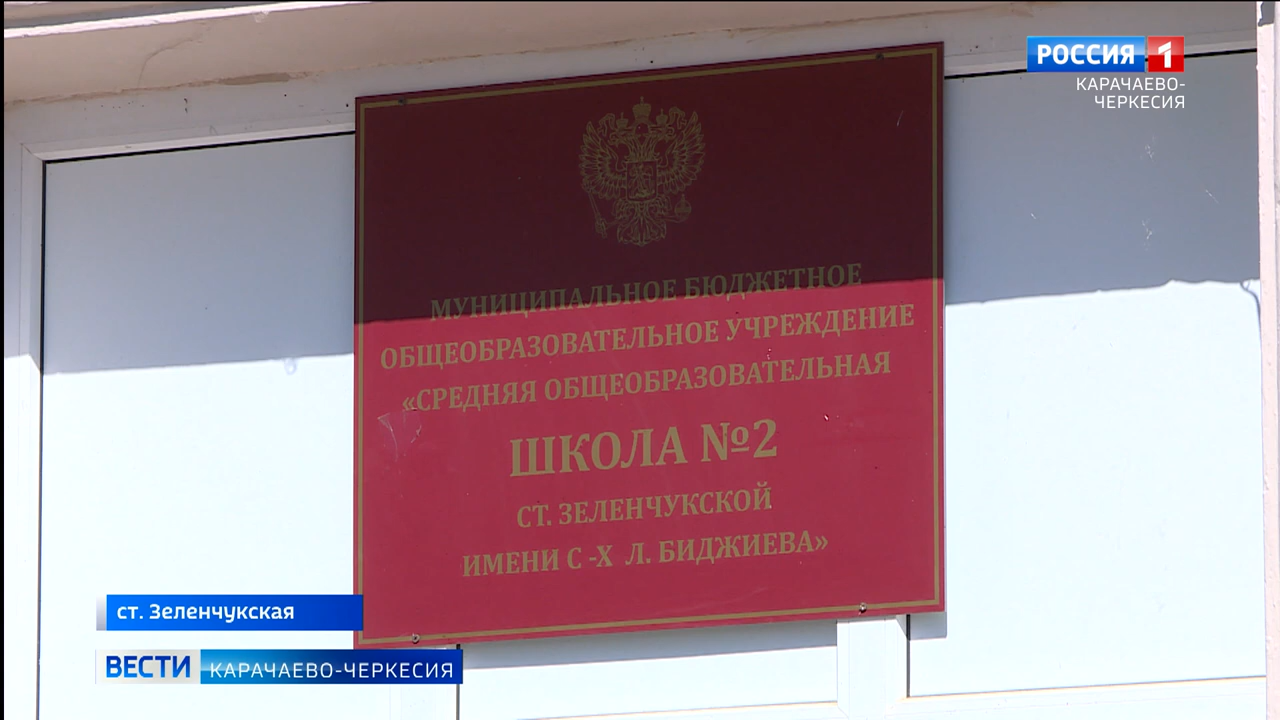 РОССИЯ 1
КАРАЧАЕВО-
ЧЕРКЕСИЯ
МУНИЦИПАЛЬНОЕ БЮДЖЕТНОЕ
ОБЩЕОБРАЗОВАТЕЛЬНОЕ УЧРЕЖДЕНИЕ
«СРЕДНЯЯ ОБЩЕОБРАЗОВАТЕЛЬНАЯ
ШКОЛА №2
СТ. ЗЕЛЕНЧУКСКОЙ
ИМЕНИ С -Х Л. БИДЖИЕВА»
ст. Зеленчукская
ВЕСТИ КАРАЧАЕВО-ЧЕРКЕСИЯ